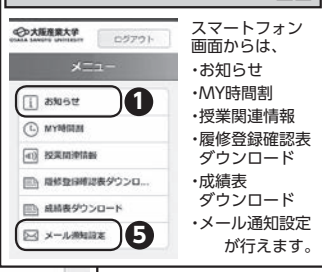 大阪産業大学
OSAKA SANGYO UNIVERSITY
ログアウト
メニュー
お知らせ
1
MY時間割
授業関連情報
履修登録確認表ダウンロ...
成績表ダウンロード
メール通知設定
5
スマートフォン
画面からは、
・お知らせ
・MY時間割
・授業関連情報
・履修登録確認表
ダウンロード
・成績表
ダウンロード
・メール通知設定
が行えます。